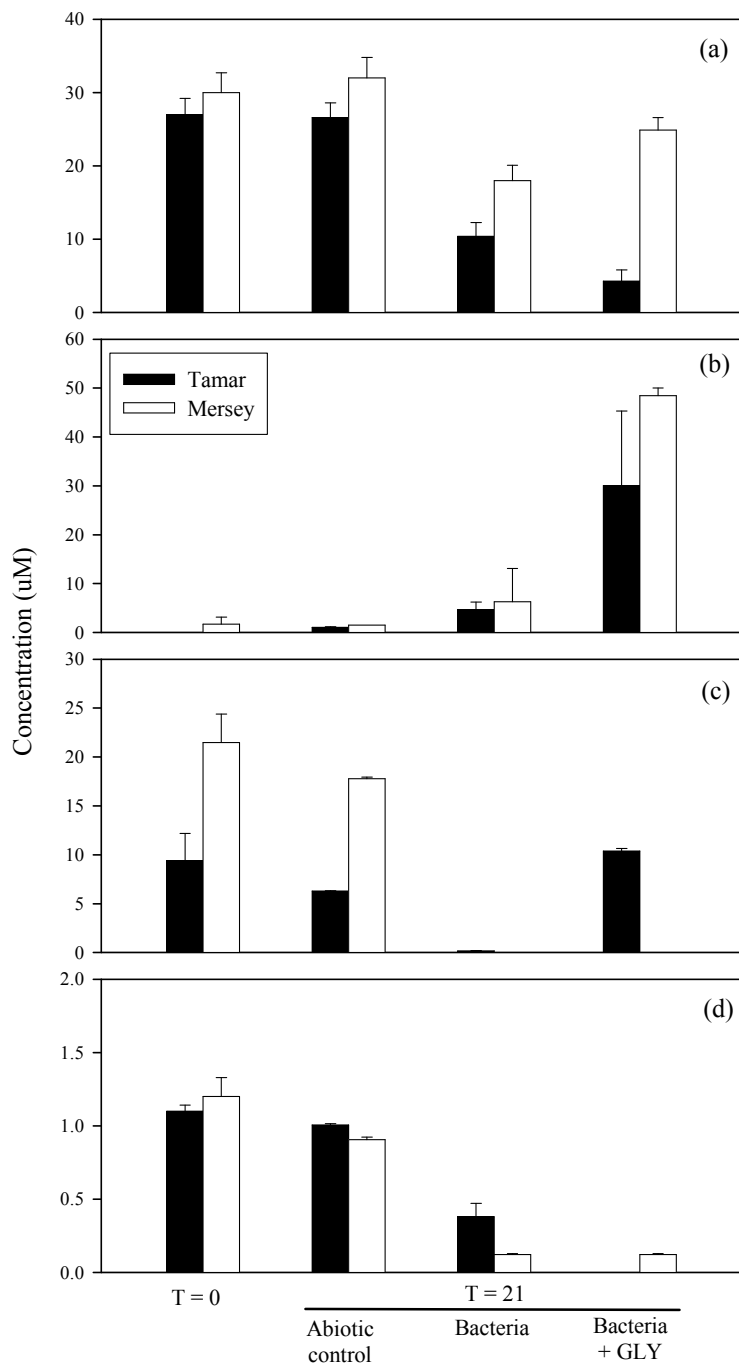 Concentration (uM)
40
30
20
10
0
(a)
60
50
40
30
20
10
0
(b)
Tamar
Mersey
30
25
20
15
10
5
0
(c)
2.0
1.5
1.0
0.5
0.0
(d)
T = 0
T = 21
Abiotic
control
Bacteria
Bacteria
+ GLY